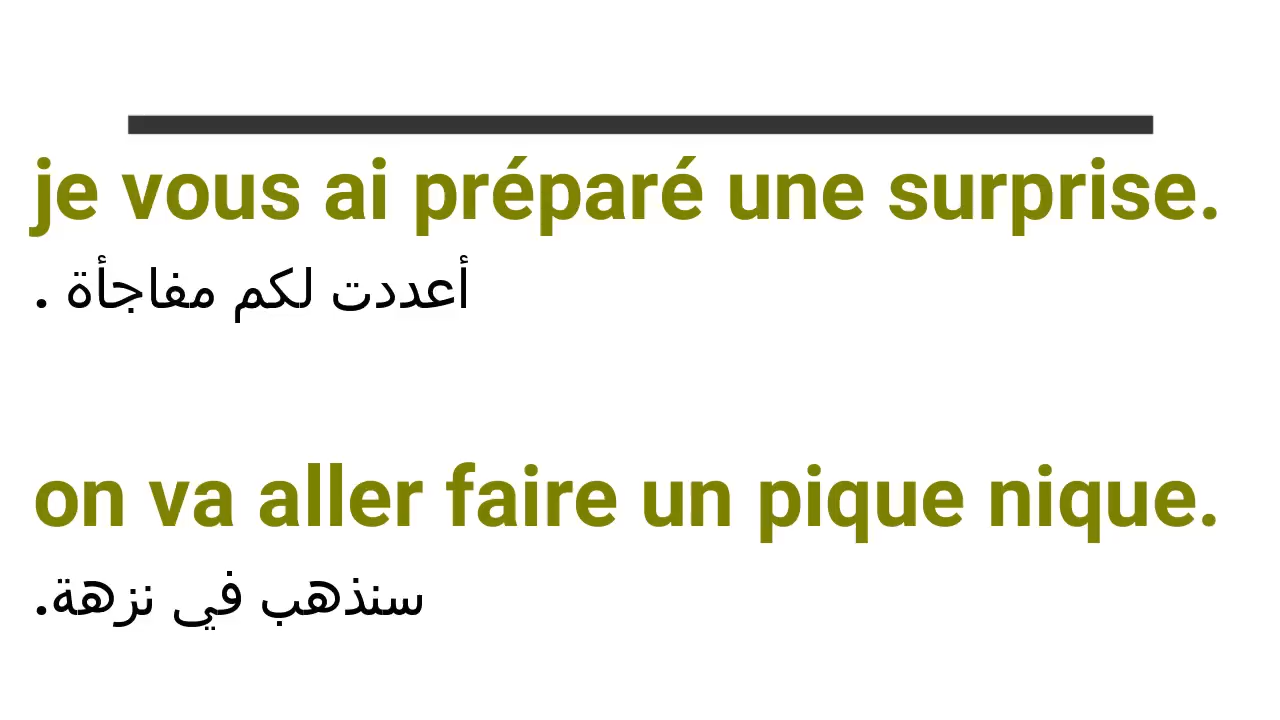 je vous ai préparé une surprise.
أعددت لكم مفاجأة .
on va aller faire un pique nique.
سنذهب في نزهة.